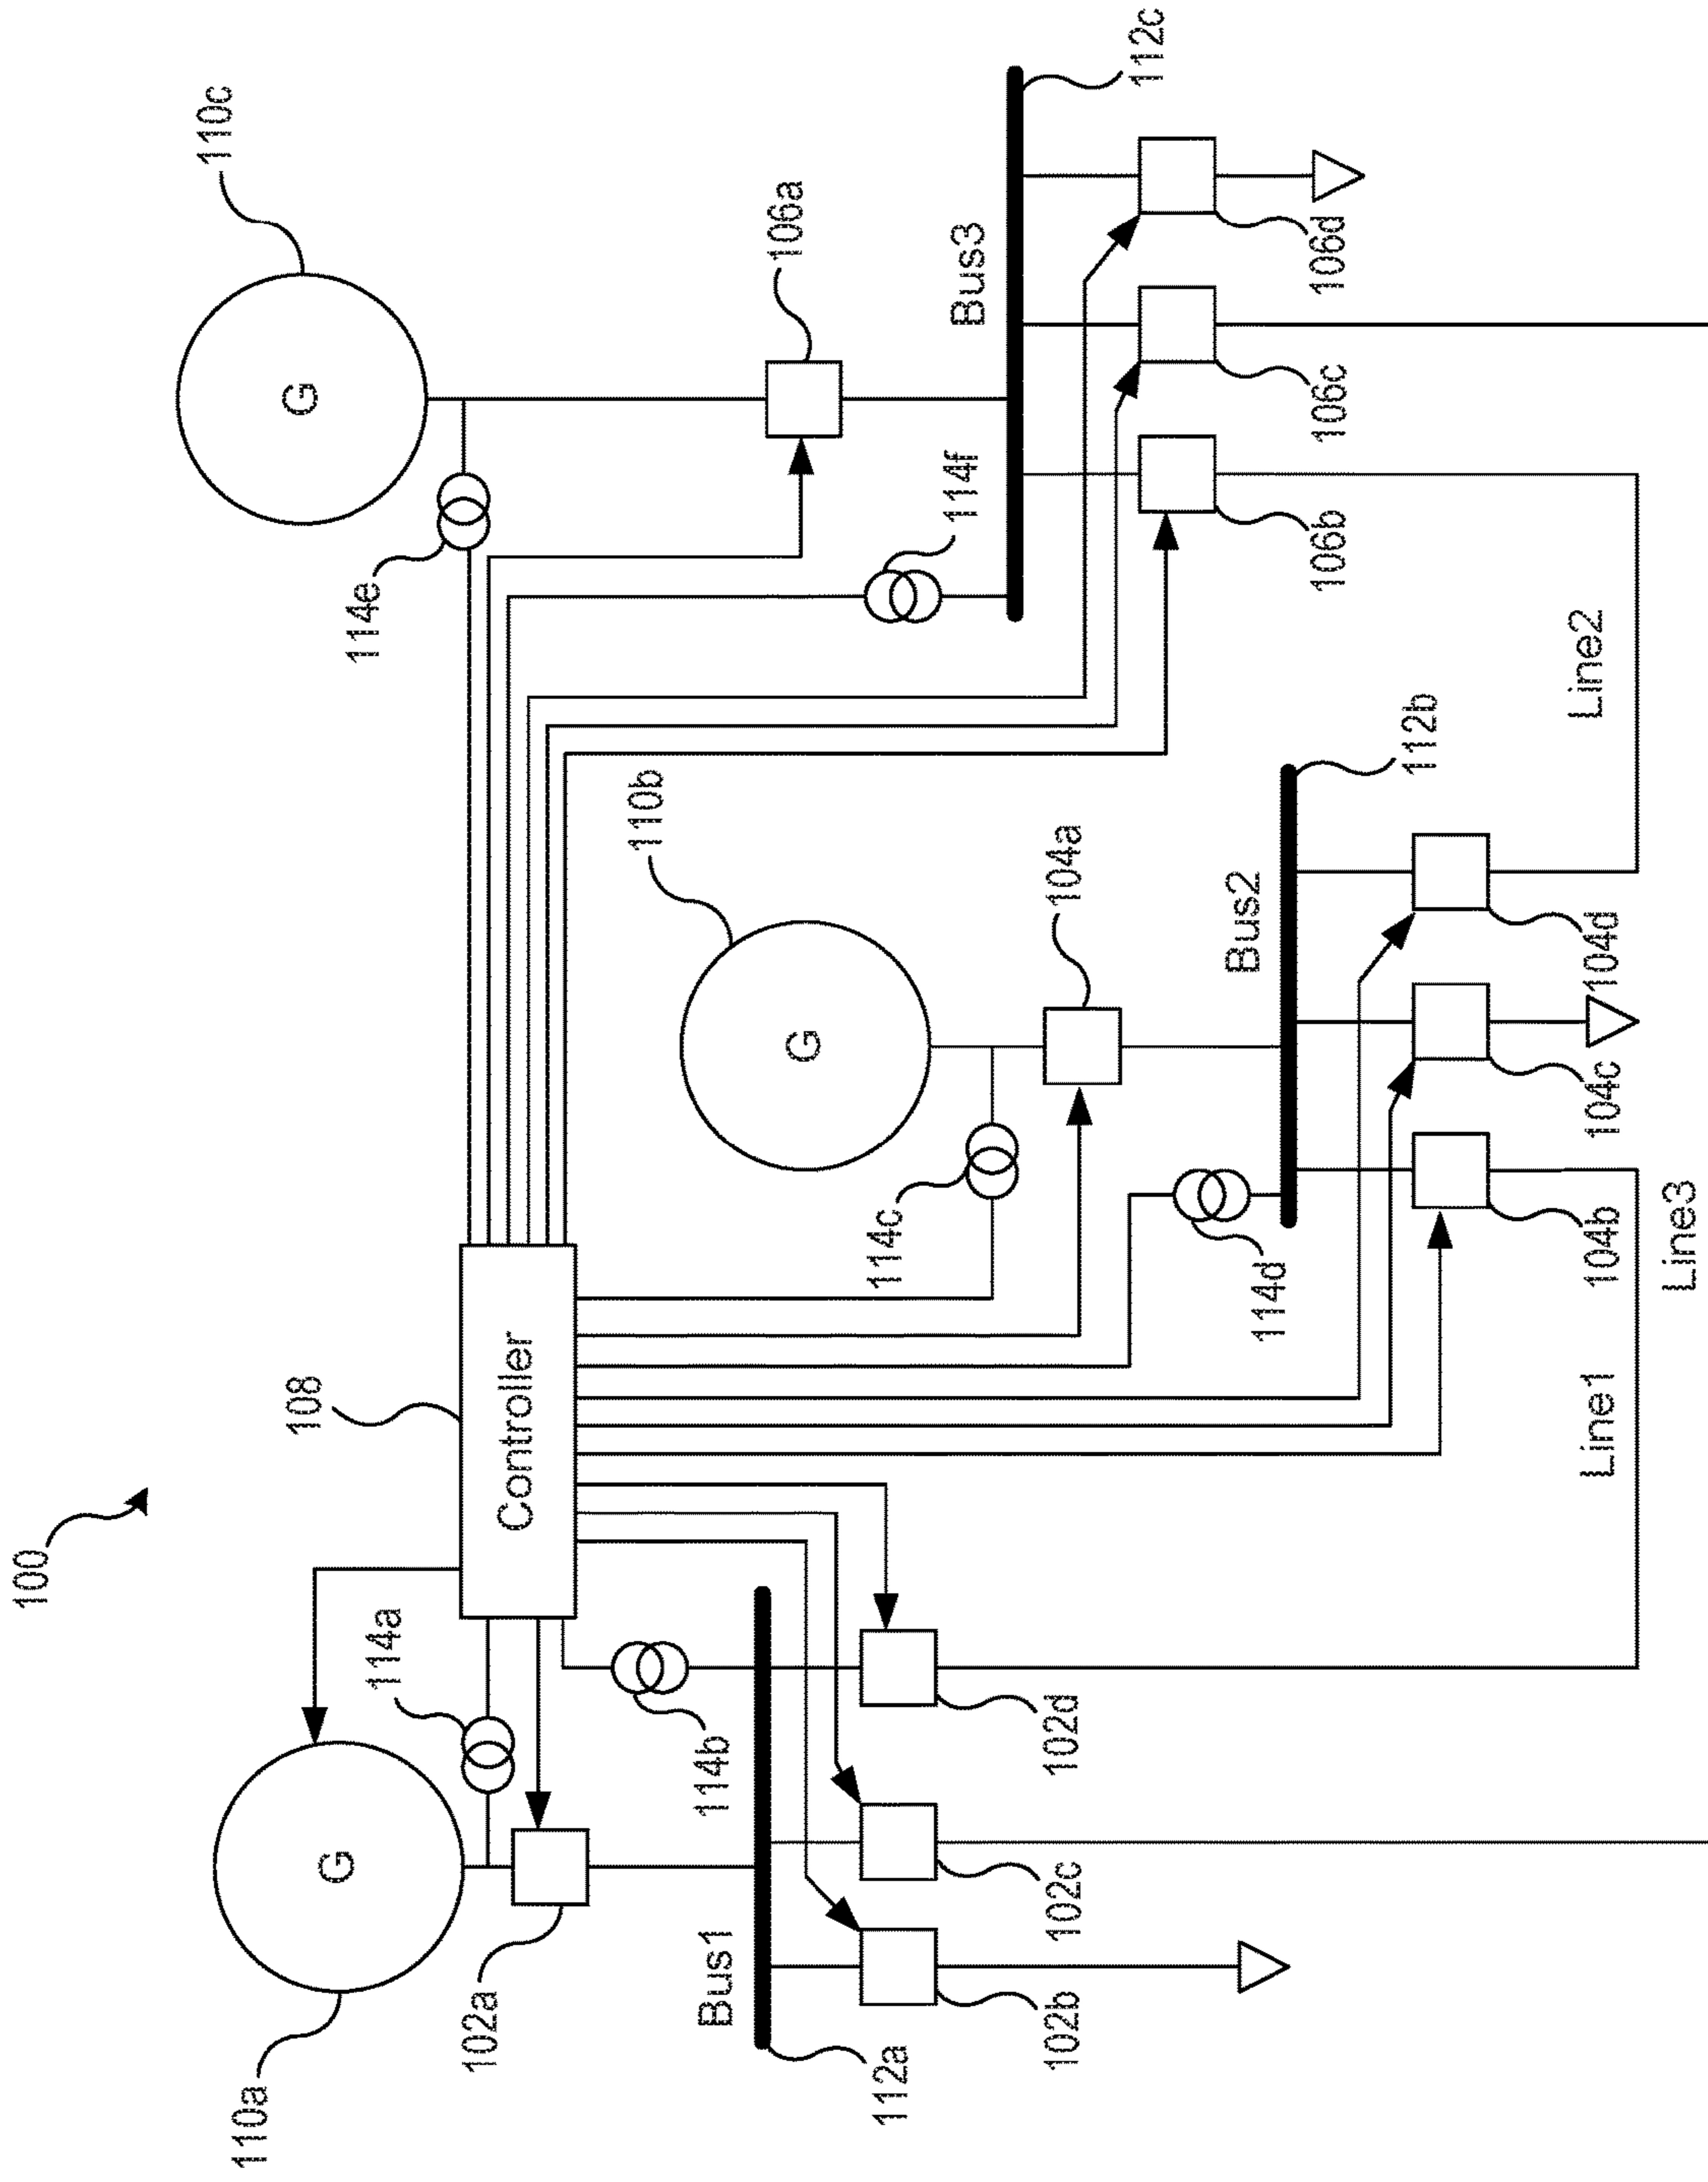 100
108
Controller
110a
G
114a
102a
114b
Bus1
112a
102b
102c
102d
110b
G
114c
104a
114d
Bus2
112b
104b
104c
104d
110c
G
114e
106a
114f
Bus3
112c
106b
106c
106d
Line1
Line2
Line3